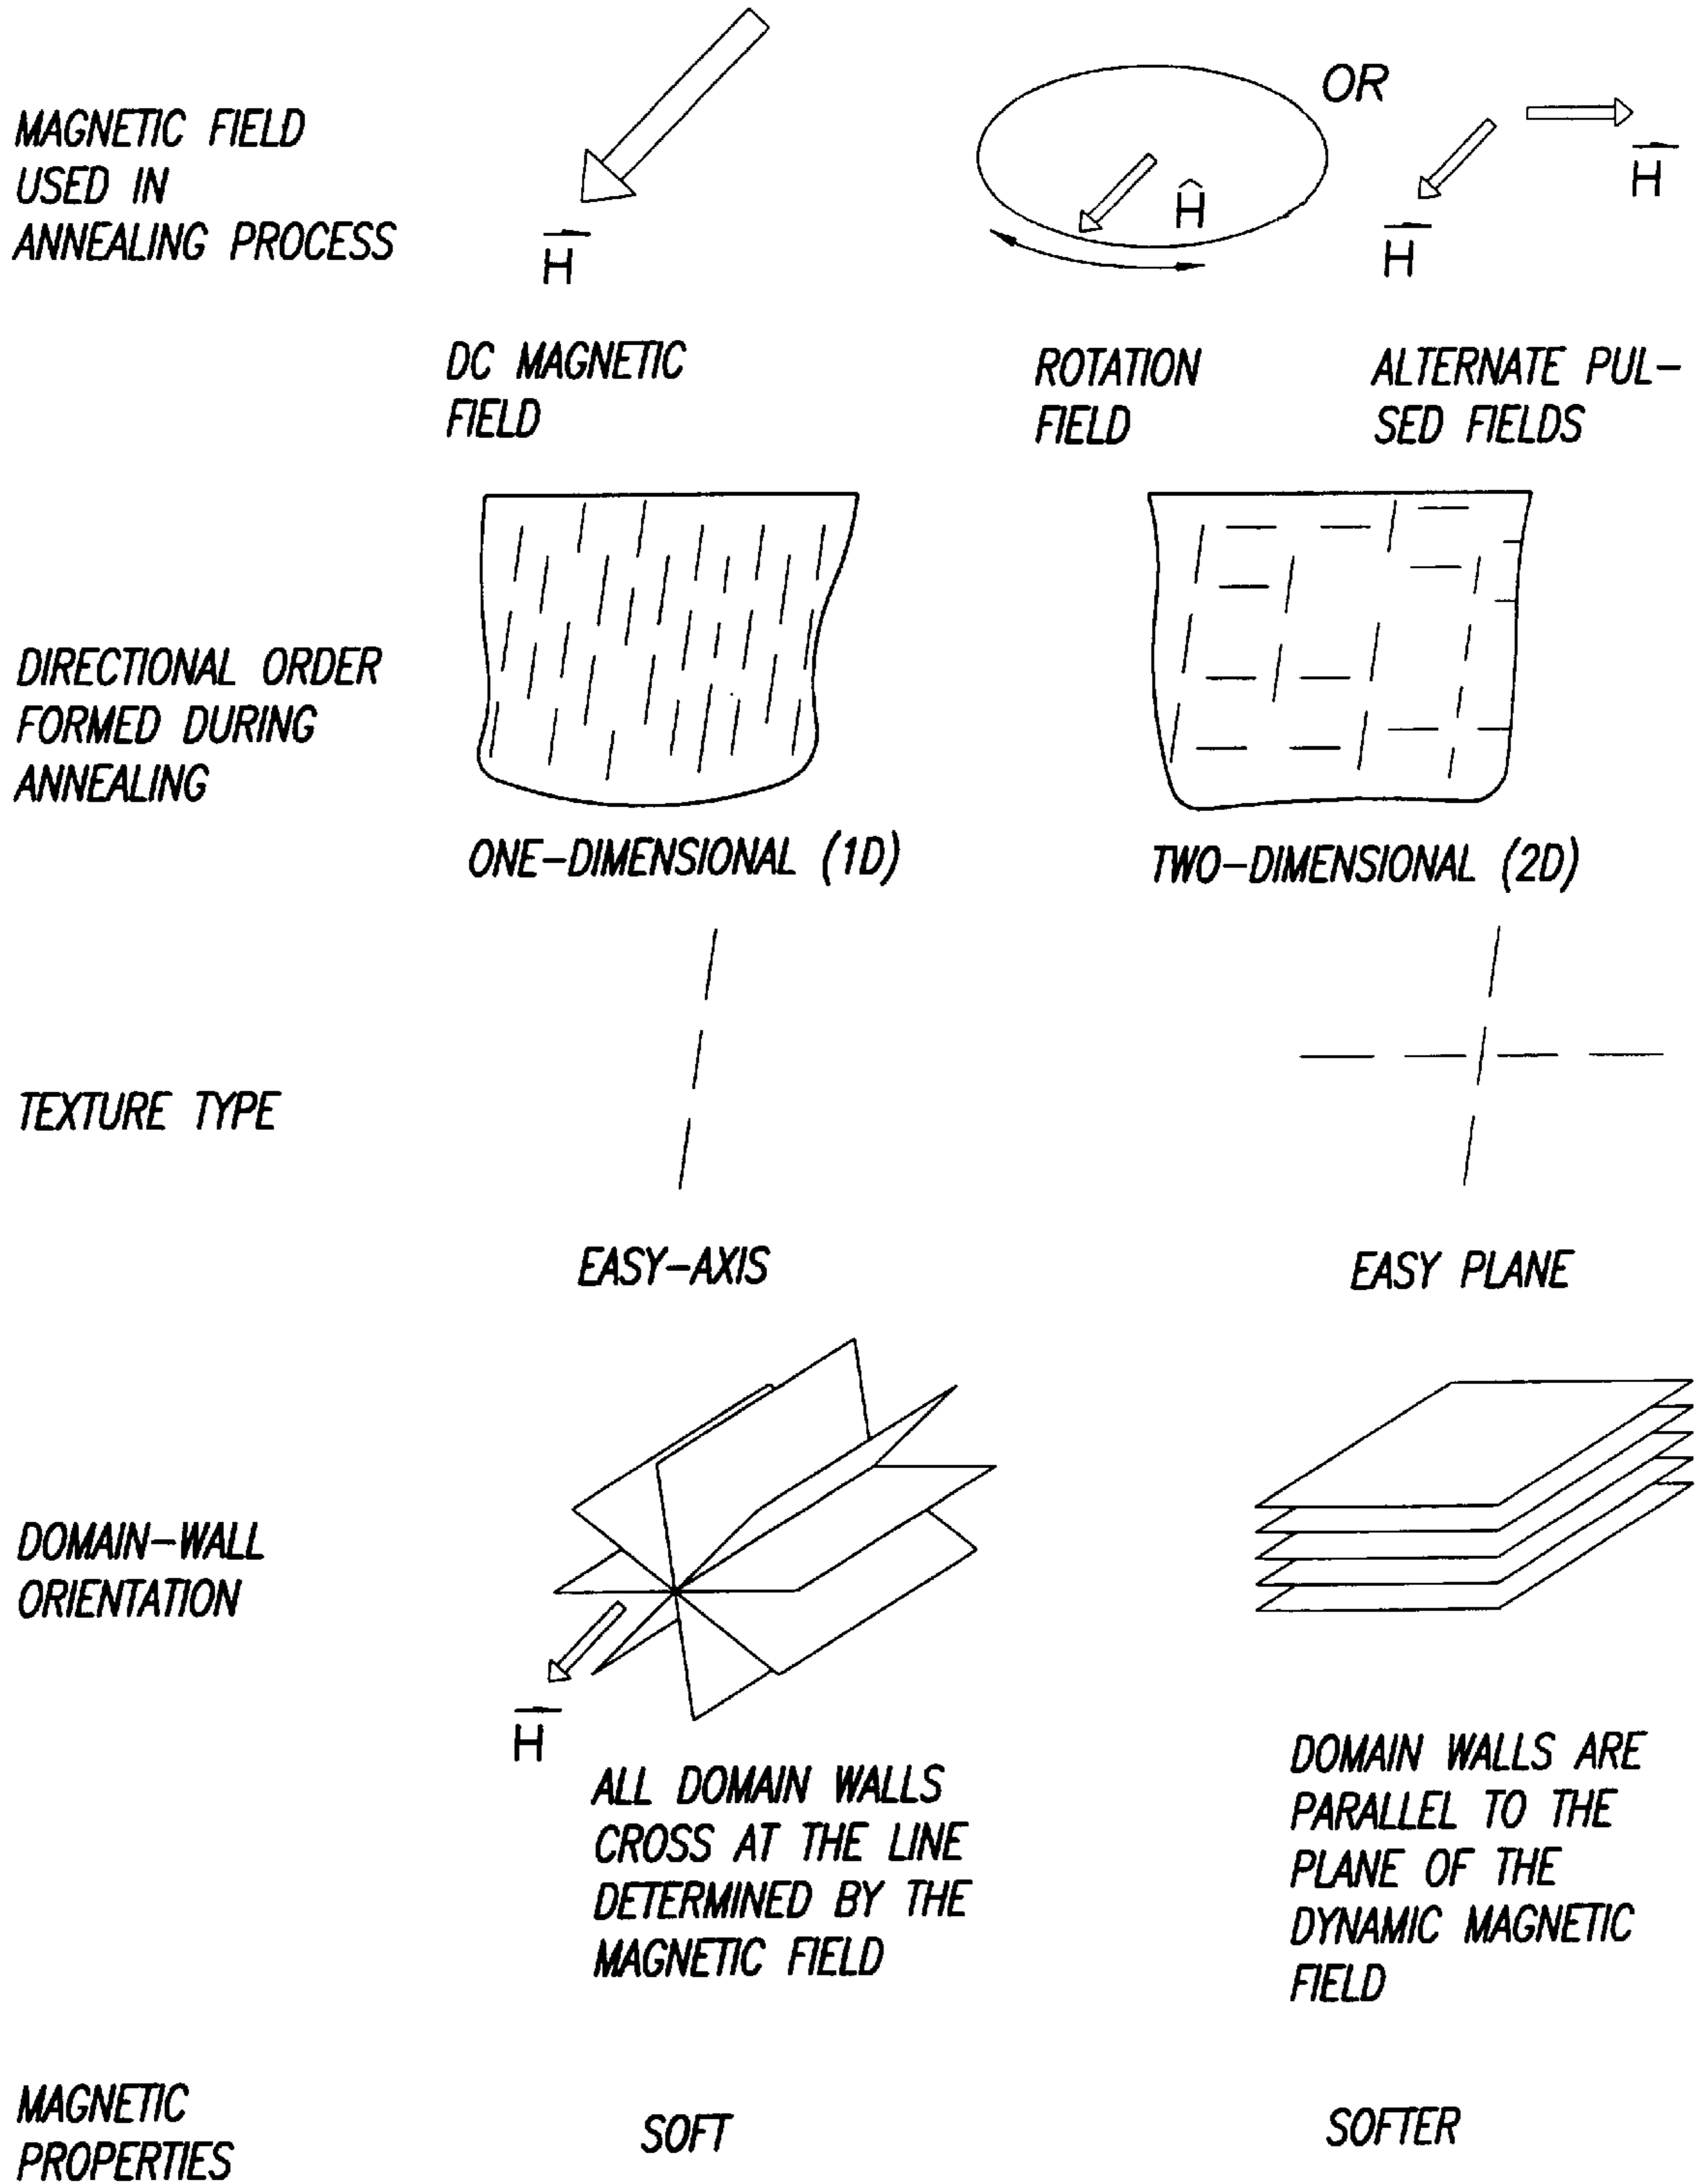 MAGNETIC FIELD
USED IN
ANNEALING PROCESS
H
DC MAGNETIC
FIELD
Ĥ
ROTATION
FIELD
OR
H
H
ALTERNATE PUL-
SED FIELDS
DIRECTIONAL ORDER
FORMED DURING
ANNEALING
ONE-DIMENSIONAL (1D)
TWO-DIMENSIONAL (2D)
TEXTURE TYPE
EASY-AXIS
EASY PLANE
DOMAIN-WALL
ORIENTATION
H
ALL DOMAIN WALLS
CROSS AT THE LINE
DETERMINED BY THE
MAGNETIC FIELD
DOMAIN WALLS ARE
PARALLEL TO THE
PLANE OF THE
DYNAMIC MAGNETIC
FIELD
MAGNETIC
PROPERTIES
SOFT
SOFTER